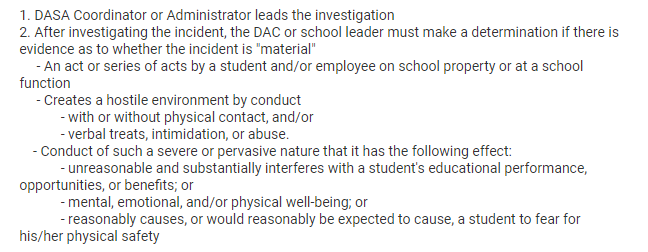 1. DASA Coordinator or Administrator leads the investigation
2. After investigating the incident, the DAC or school leader must make a determination if there is
evidence as to whether the incident is "material"
- An act or series of acts by a student and/or employee on school property or at a school
function
- Creates a hostile environment by conduct
- with or without physical contact, and/or
- verbal treats, intimidation, or abuse.
- Conduct of such a severe or pervasive nature that it has the following effect:
- unreasonable and substantially interferes with a student's educational performance,
opportunities, or benefits; or
- mental, emotional, and/or physical well-being; or
- reasonably causes, or would reasonably be expected to cause, a student to fear for
his/her physical safety